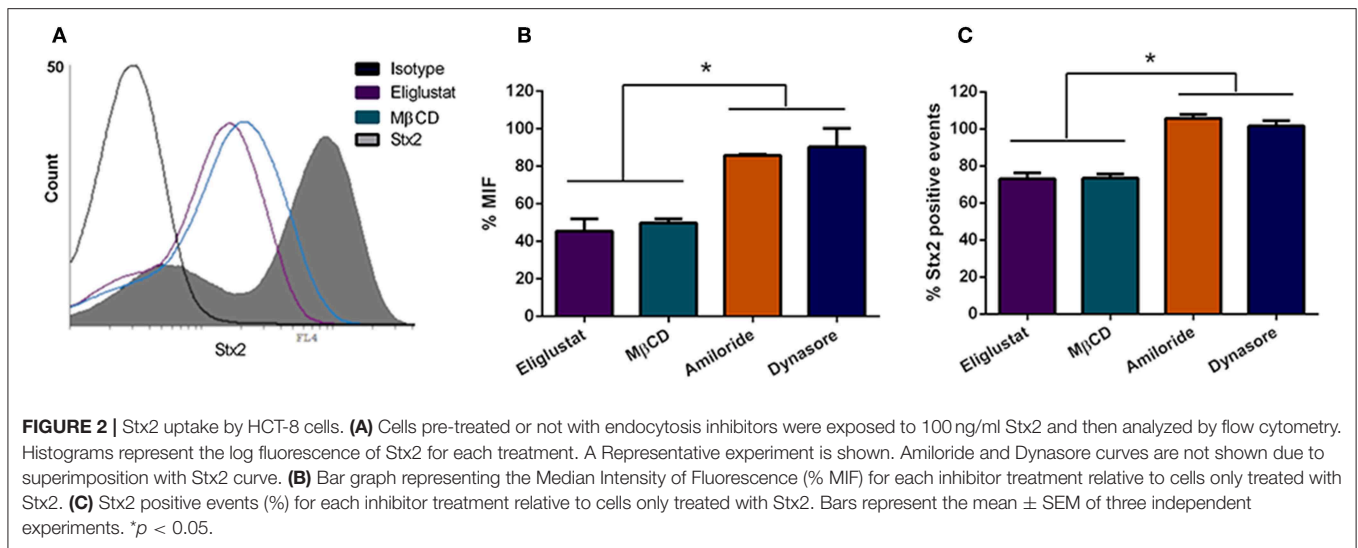 A
50
Count
Isotype
Eliglustat
MβCD
Stx2
Stx2
FL4
B
*
% MIF
120
100
80
60
40
20
0
Eliglustat
MβCD
Amiloride
Dynasore
C
*
% Stx2 positive events
120
100
80
60
40
20
0
Eliglustat
MβCD
Amiloride
Dynasore
FIGURE 2 | Stx2 uptake by HCT-8 cells. (A) Cells pre-treated or not with endocytosis inhibitors were exposed to 100 ng/ml Stx2 and then analyzed by flow cytometry.
Histograms represent the log fluorescence of Stx2 for each treatment. A Representative experiment is shown. Amiloride and Dynasore curves are not shown due to
superimposition with Stx2 curve. (B) Bar graph representing the Median Intensity of Fluorescence (% MIF) for each inhibitor treatment relative to cells only treated with
Stx2. (C) Stx2 positive events (%) for each inhibitor treatment relative to cells only treated with Stx2. Bars represent the mean ± SEM of three independent
experiments. *p < 0.05.